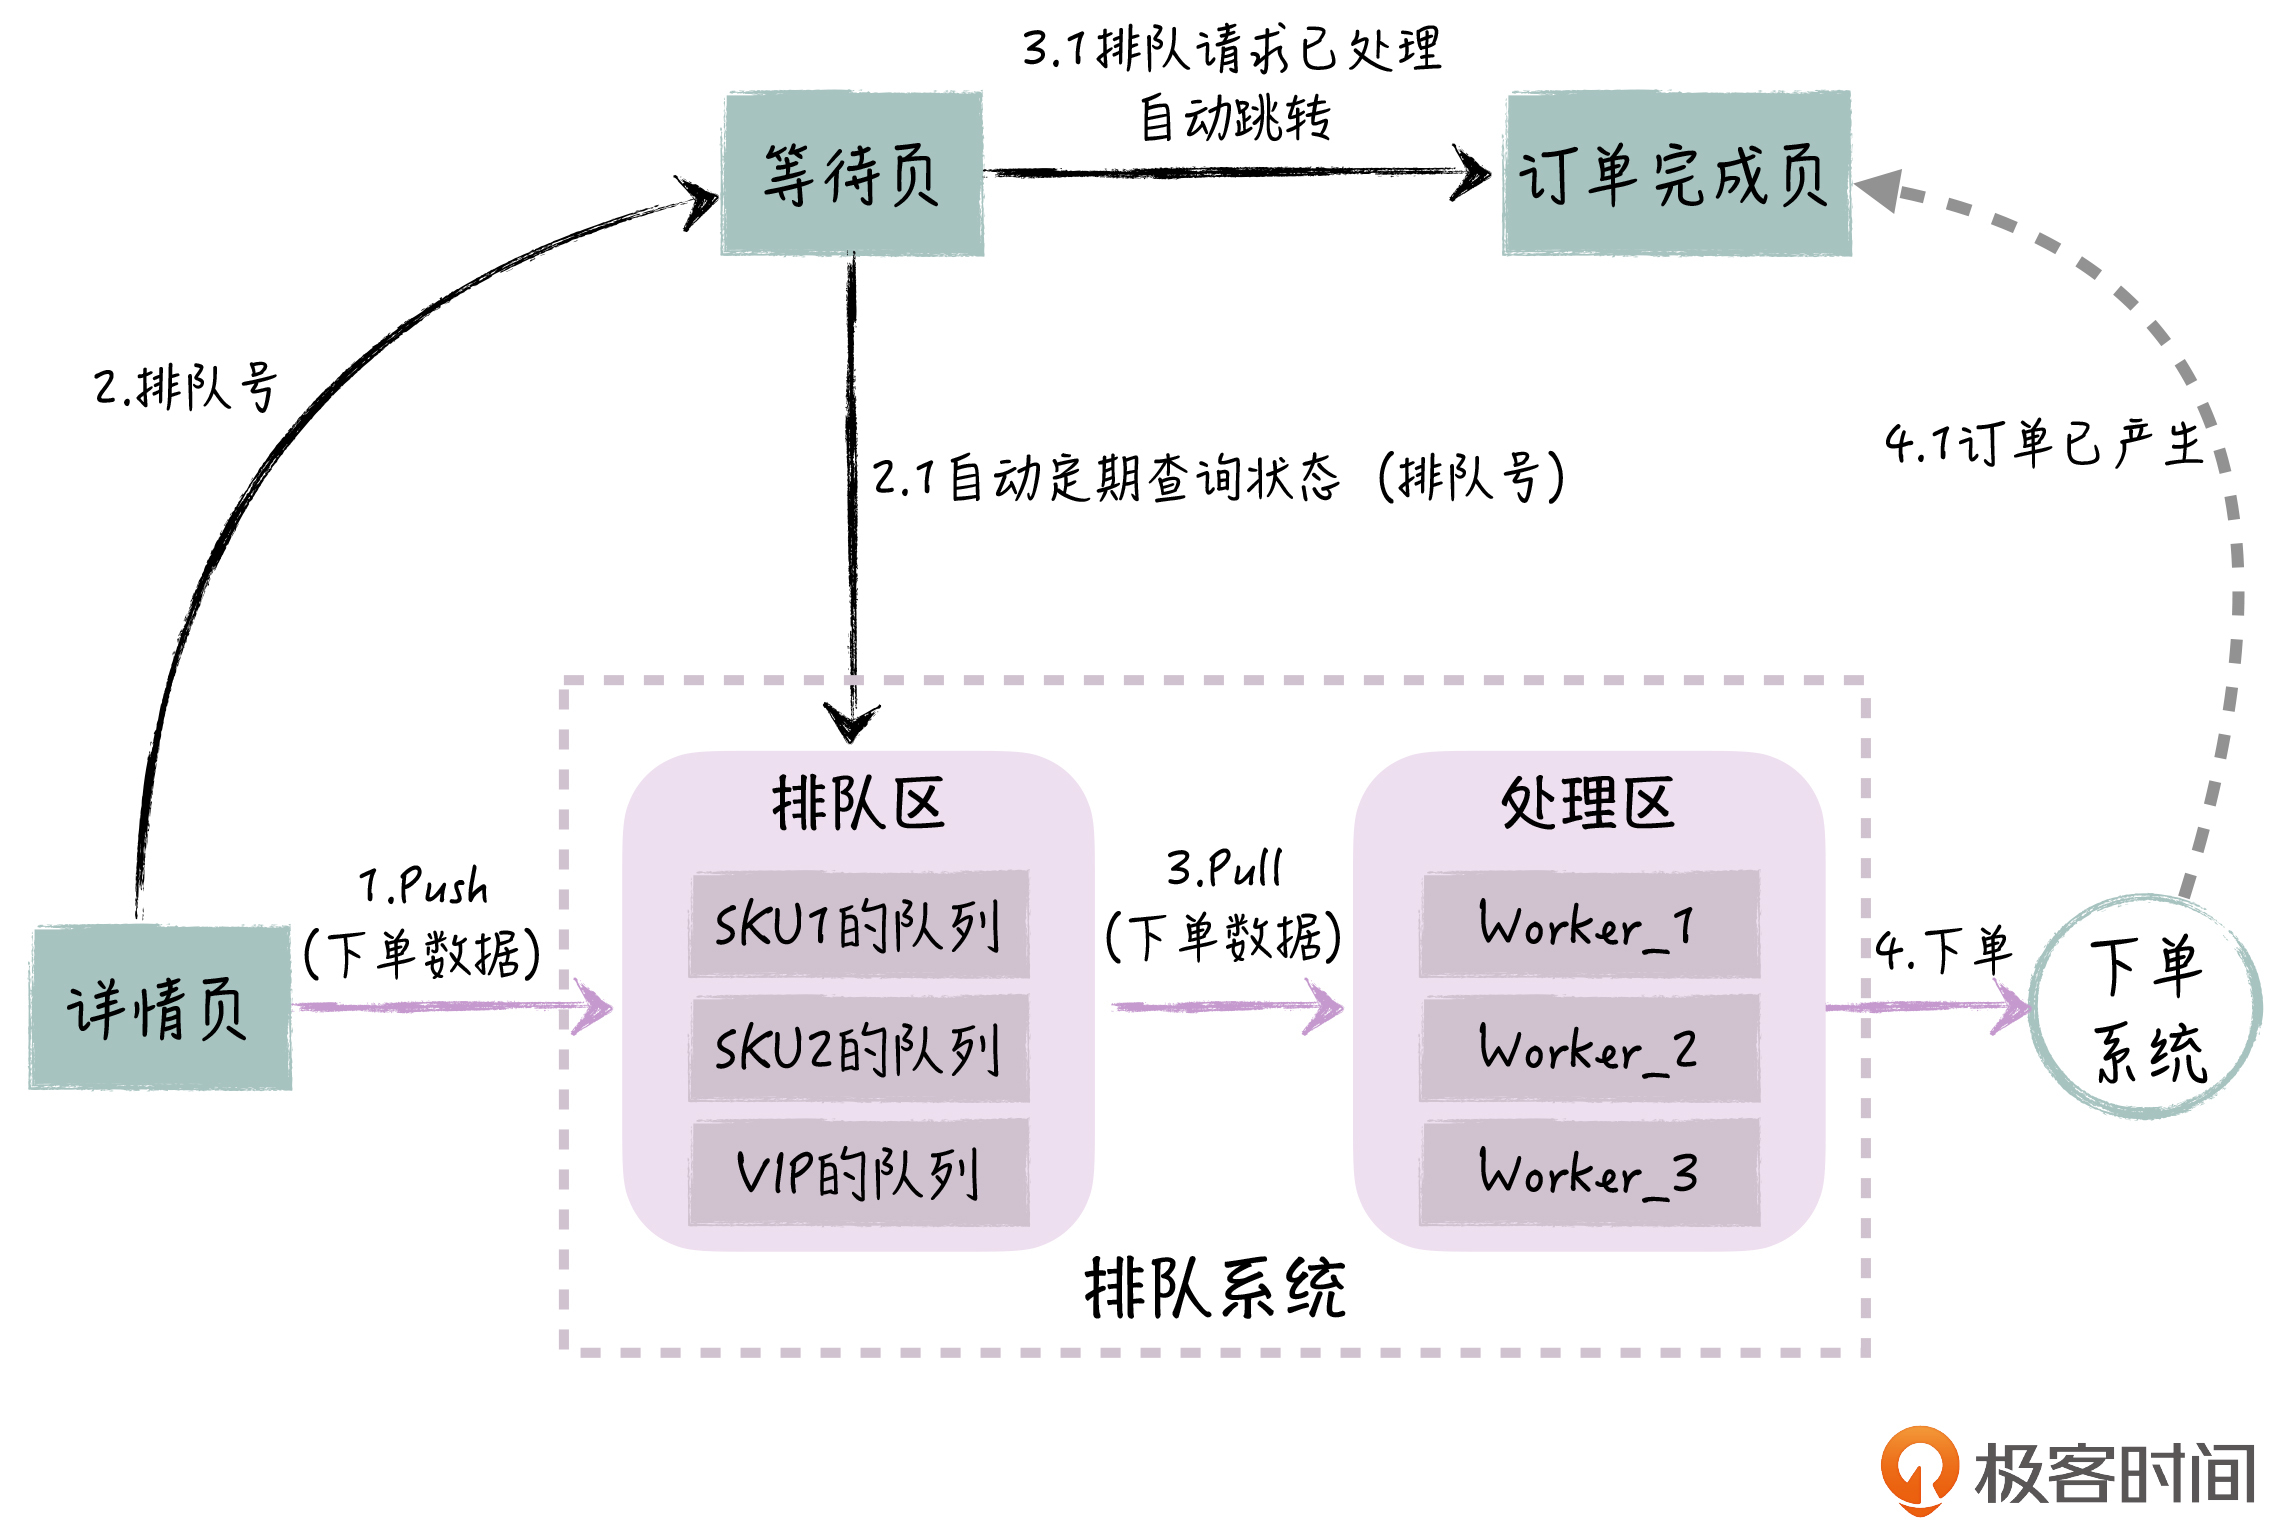 3.1排队请求已处理
自动跳转
等待页
订单完成页
2.排队号
4.1订单已产生
2.1自动定期查询状态（排队号）
排队区
处理区
1.Push
(下单数据)
3.Pull
(下单数据)
SKU1的队列
SKU2的队列
VIP的队列
Worker_1
Worker_2
Worker_3
4.下单
详情页
下单
系统
排队系统
极客时间